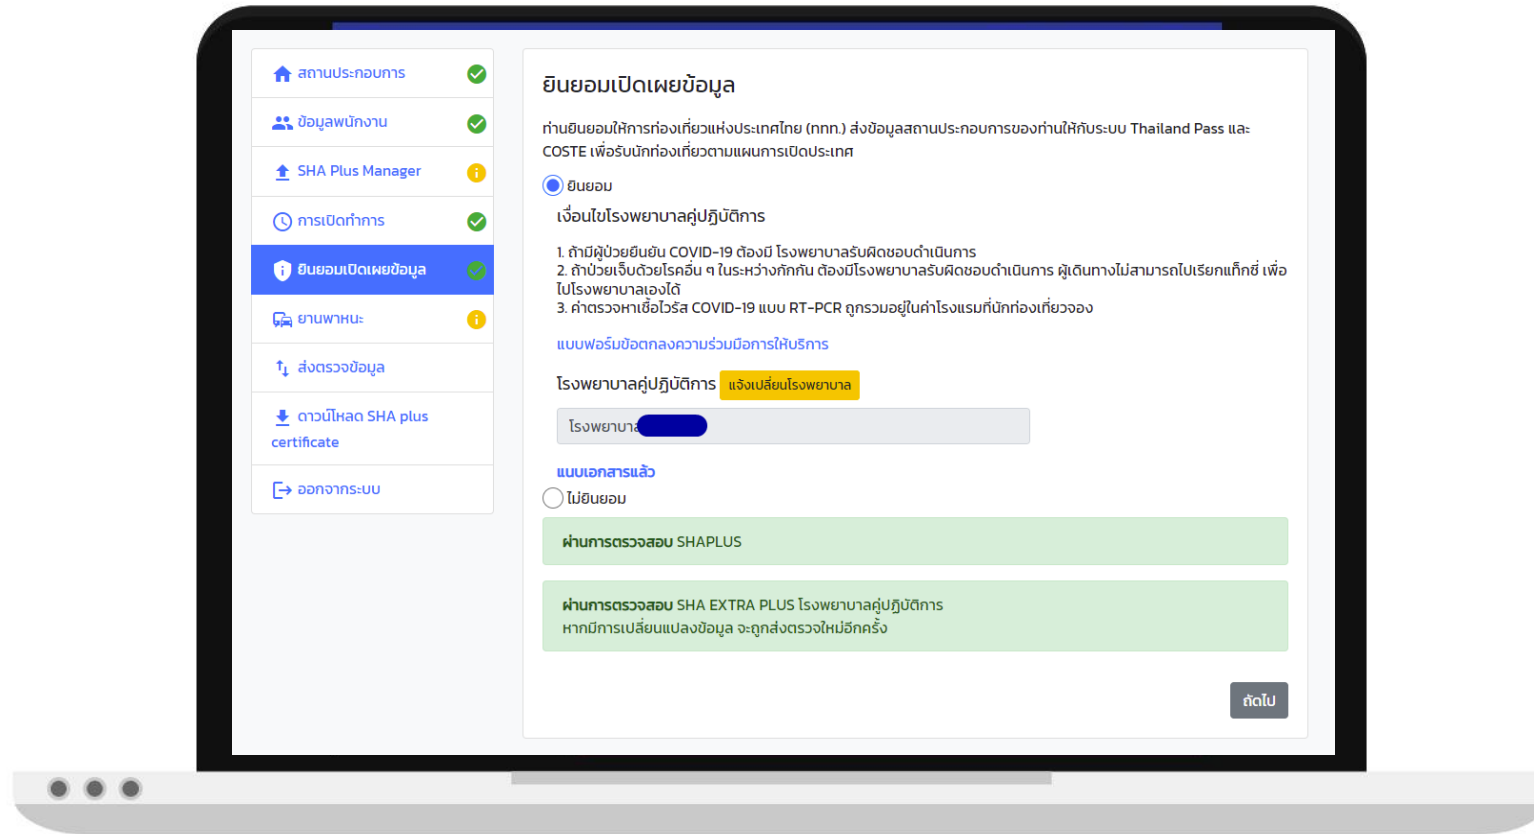 สถานประกอบการ
ข้อมูลพนักงาน
SHA Plus Manager
การเปิดทำการ
ยินยอมเปิดเผยข้อมูล
ยานพาหนะ
ส่งตรวจข้อมูล
ดาวน์โหลด SHA plus
certificate
ออกจากระบบ
ยินยอมเปิดเผยข้อมูล
ท่านยินยอมให้การท่องเที่ยวแห่งประเทศไทย (ททท.) ส่งข้อมูลสถานประกอบการของท่านให้กับระบบ Thailand Pass และ
COSTE เพื่อรับนักท่องเที่ยวตามแผนการเปิดประเทศ
ยินยอม
เงื่อนไขโรงพยาบาลคู่ปฏิบัติการ
1. ถ้ามีผู้ป่วยยืนยัน COVID-19 ต้องมี โรงพยาบาลรับผิดชอบดำเนินการ
2. ถ้าป่วยเจ็บด้วยโรคอื่น ๆ ในระหว่างกักกัน ต้องมีโรงพยาบาลรับผิดชอบดำเนินการ ผู้เดินทางไม่สามารถไปเรียกแท็กซี่ เพื่อ
ไปโรงพยาบาลเองได้
3. ค่าตรวจหาเชื้อไวรัส COVID-19 แบบ RT-PCR ถูกรวมอยู่ในค่าโรงแรมที่นักท่องเที่ยวจอง
แบบฟอร์มข้อตกลงความร่วมมือการให้บริการ
โรงพยาบาลคู่ปฏิบัติการ แจ้งเปลี่ยนโรงพยาบาล
โรงพยาบาล
แนบเอกสารแล้ว
ไม่ยินยอม
ผ่านการตรวจสอบ SHAPLUS
ผ่านการตรวจสอบ SHA EXTRA PLUS โรงพยาบาลคู่ปฏิบัติการ
หากมีการเปลี่ยนแปลงข้อมูล จะถูกส่งตรวจใหม่อีกครั้ง
ถัดไป